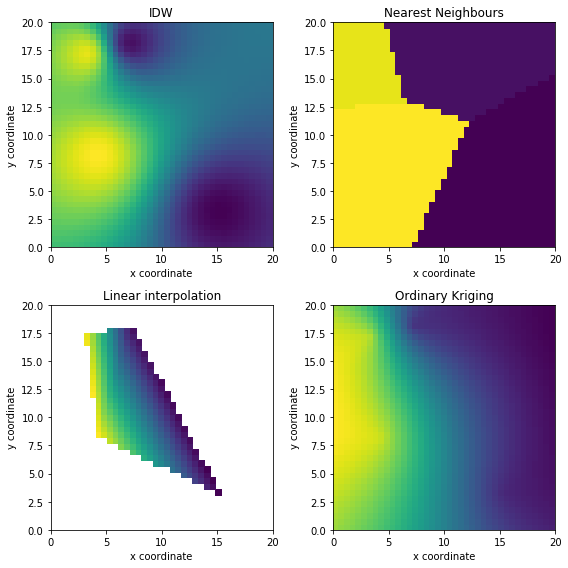 IDW
20.0
17.5
15.0
12.5
10.0
7.5
5.0
2.5
0.0
y coordinate
0 5 10 15 20
x coordinate
Nearest Neighbours
20.0
17.5
15.0
12.5
10.0
7.5
5.0
2.5
0.0
y coordinate
0 5 10 15 20
x coordinate
Linear interpolation
20.0
17.5
15.0
12.5
10.0
7.5
5.0
2.5
0.0
y coordinate
0 5 10 15 20
x coordinate
Ordinary Kriging
20.0
17.5
15.0
12.5
10.0
7.5
5.0
2.5
0.0
y coordinate
0 5 10 15 20
x coordinate